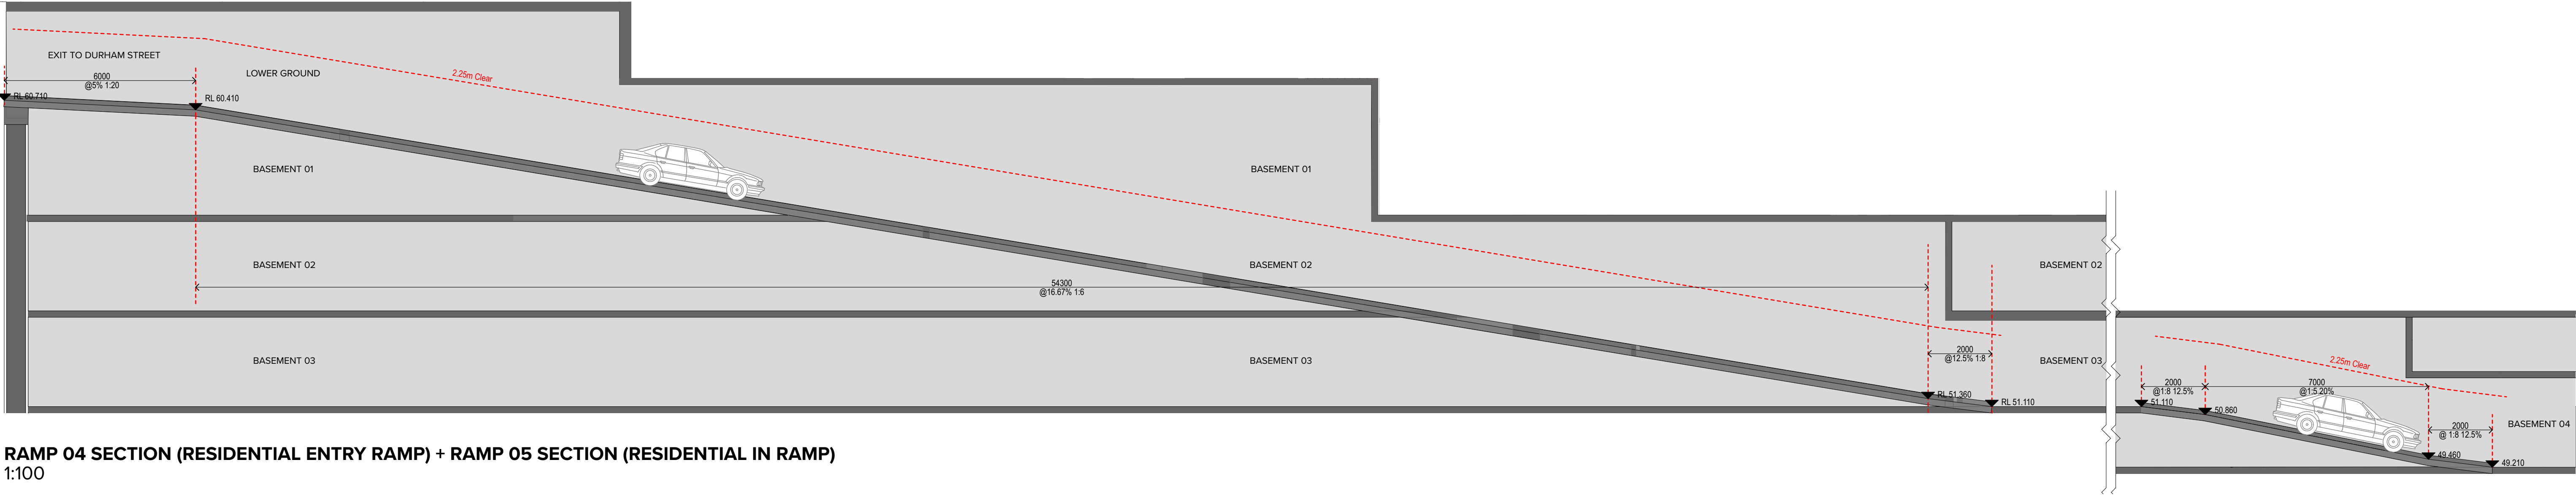 EXIT TO DURHAM STREET
LOWER GROUND
2.25m Clear
6000
@5% 1:20
RL 60.710
RL 60.410
BASEMENT 01
BASEMENT 01
BASEMENT 02
BASEMENT 02
BASEMENT 02
54300
@16.67% 1:6
BASEMENT 03
BASEMENT 03
BASEMENT 03
2000
@12.5% 1:8
RL 51.360
RL 51.110
2.25m Clear
2000
@1:8 12.5%
7000
@1:5.20%
51.110
50.860
BASEMENT 04
2000
@ 1:8 12.5%
49.460
49.210
RAMP 04 SECTION (RESIDENTIAL ENTRY RAMP) + RAMP 05 SECTION (RESIDENTIAL IN RAMP)
1:100